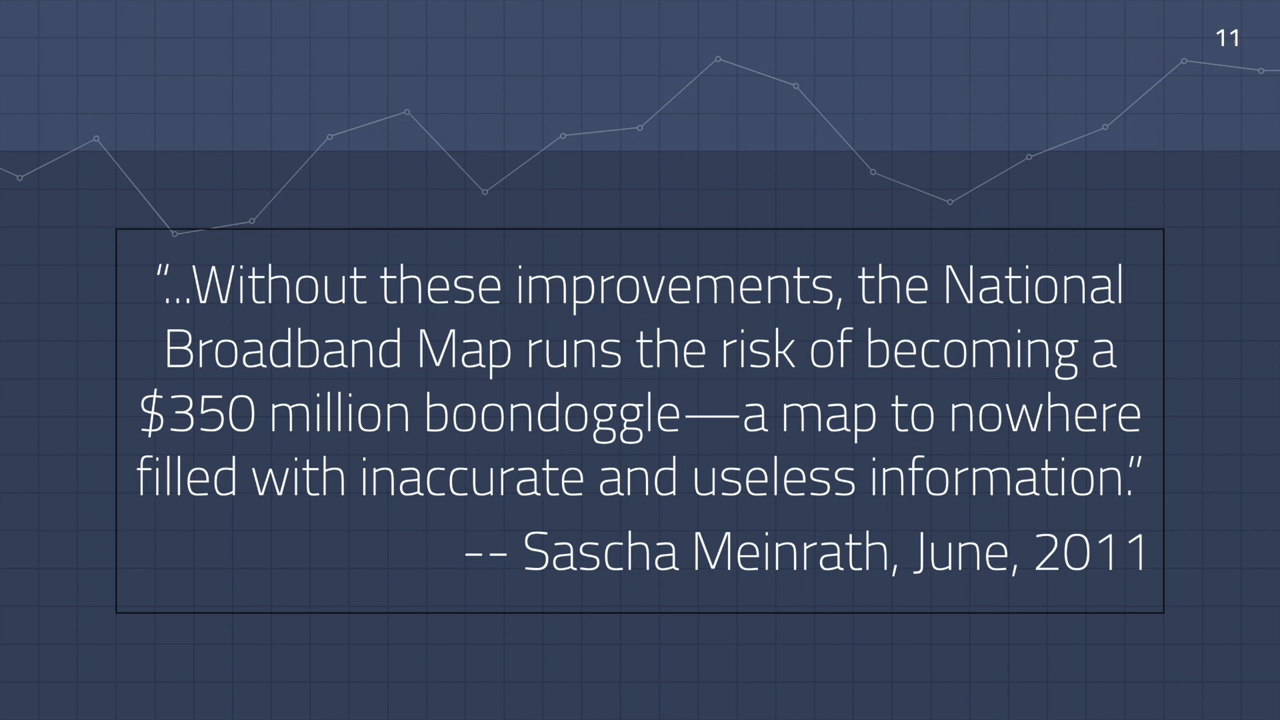 11
“...Without these improvements, the National
Broadband Map runs the risk of becoming a
$350 million boondoggle—a map to nowhere
filled with inaccurate and useless information.”
-- Sascha Meinrath, June, 2011